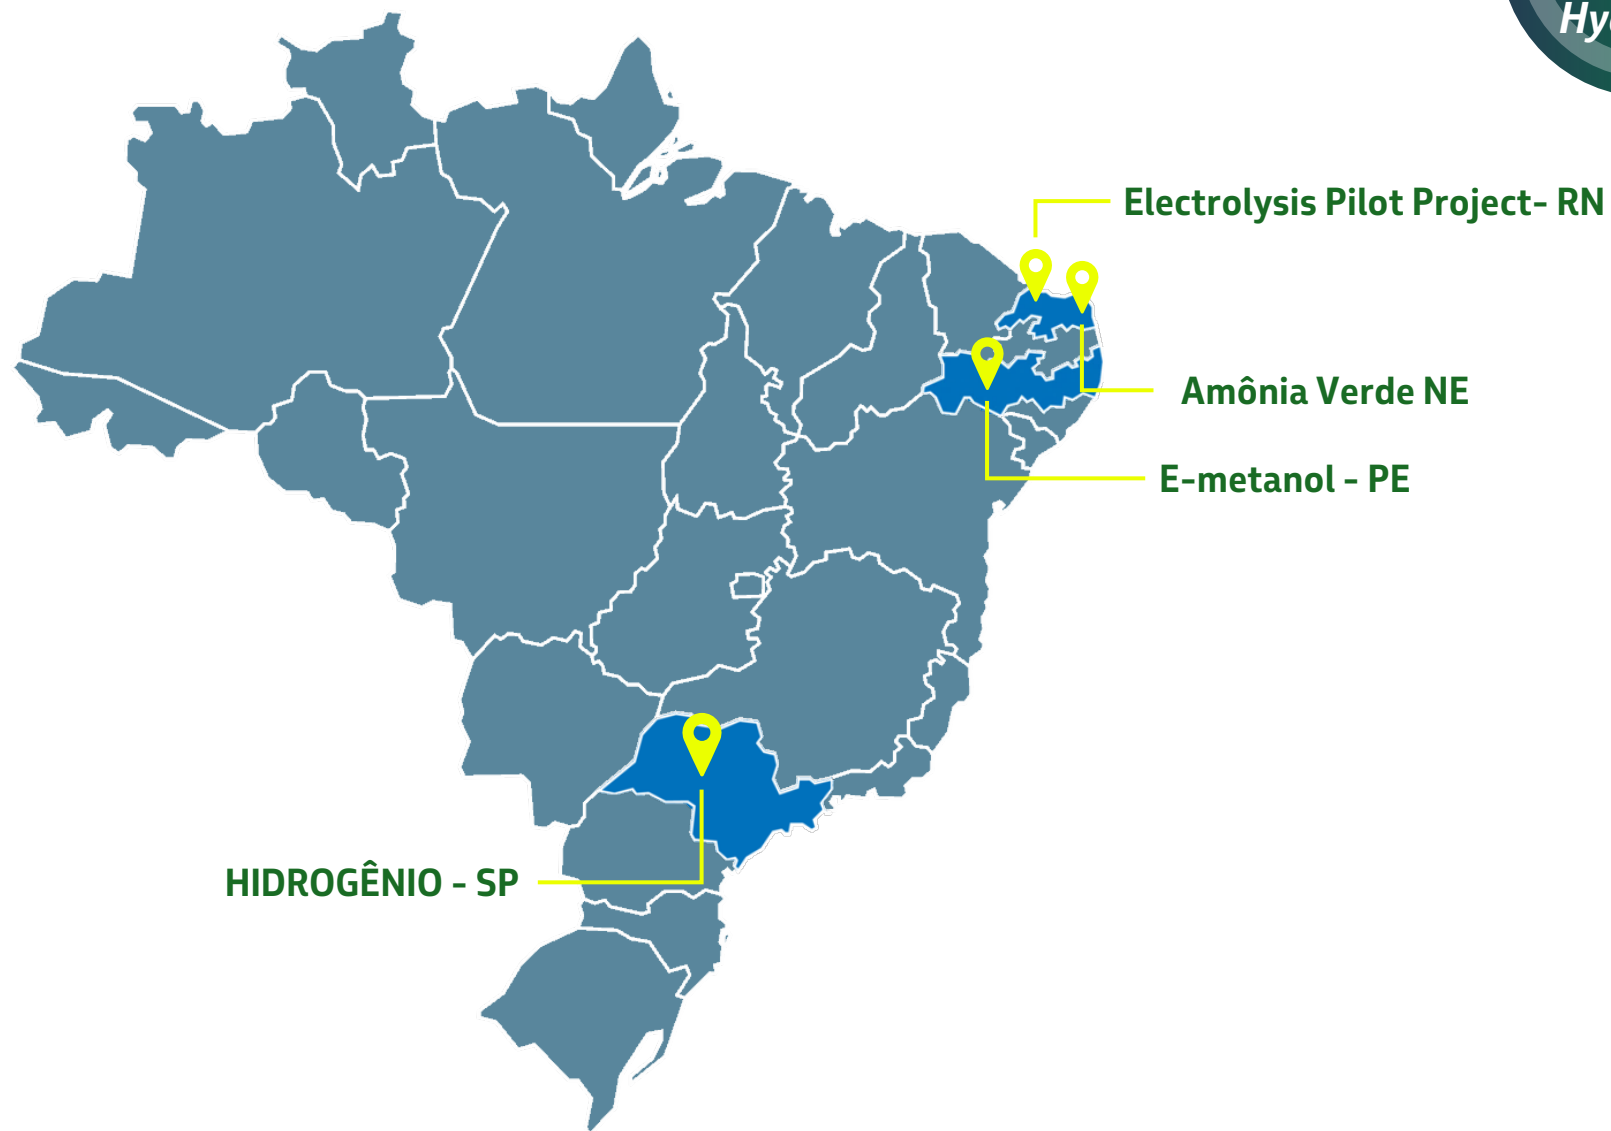 Electrolysis Pilot Project- RN
Amônia Verde NE
E-metanol - PE
HIDROGÊNIO - SP